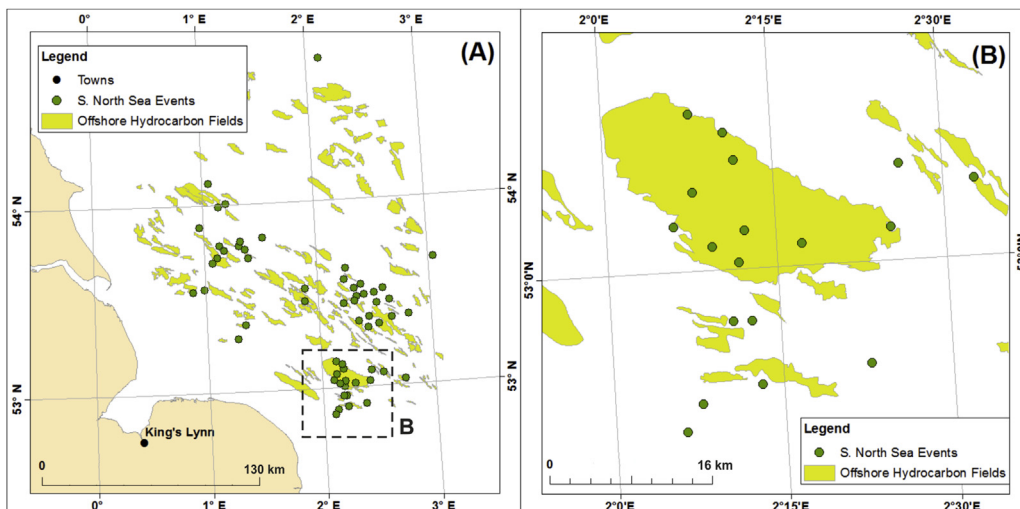 0° 1° E 2° E 3° E
(A)
Legend
Towns
S. North Sea Events
Offshore Hydrocarbon Fields
54° N
54° N
53° N
53° N
B
King's Lynn
0 130 km
0° 1° E 2° E 3° E
2°0'E 2°15'E 2°30'E
(B)
53°0'N
53°0'N
Legend
S. North Sea Events
Offshore Hydrocarbon Fields
0 16 km
2°0'E 2°15'E 2°30'E